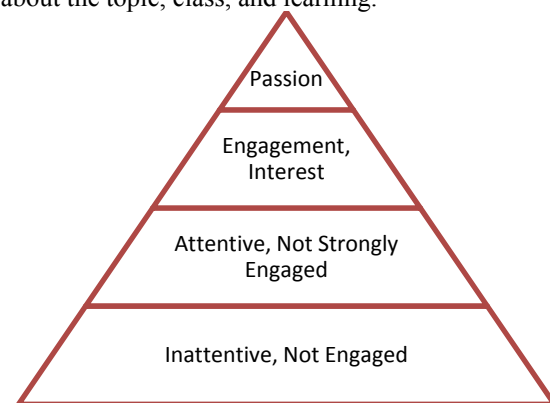 about the topic, class, and learning.
Passion
Engagement,
Interest
Attentive, Not Strongly
Engaged
Inattentive, Not Engaged